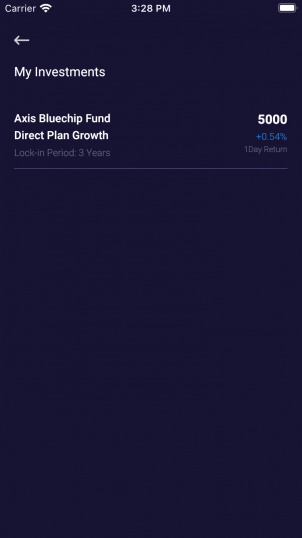 Carrier 3:28 PM
My Investments
Axis Bluechip Fund 5000
Direct Plan Growth +0.54%
Lock-in Period: 3 Years 1Day Return